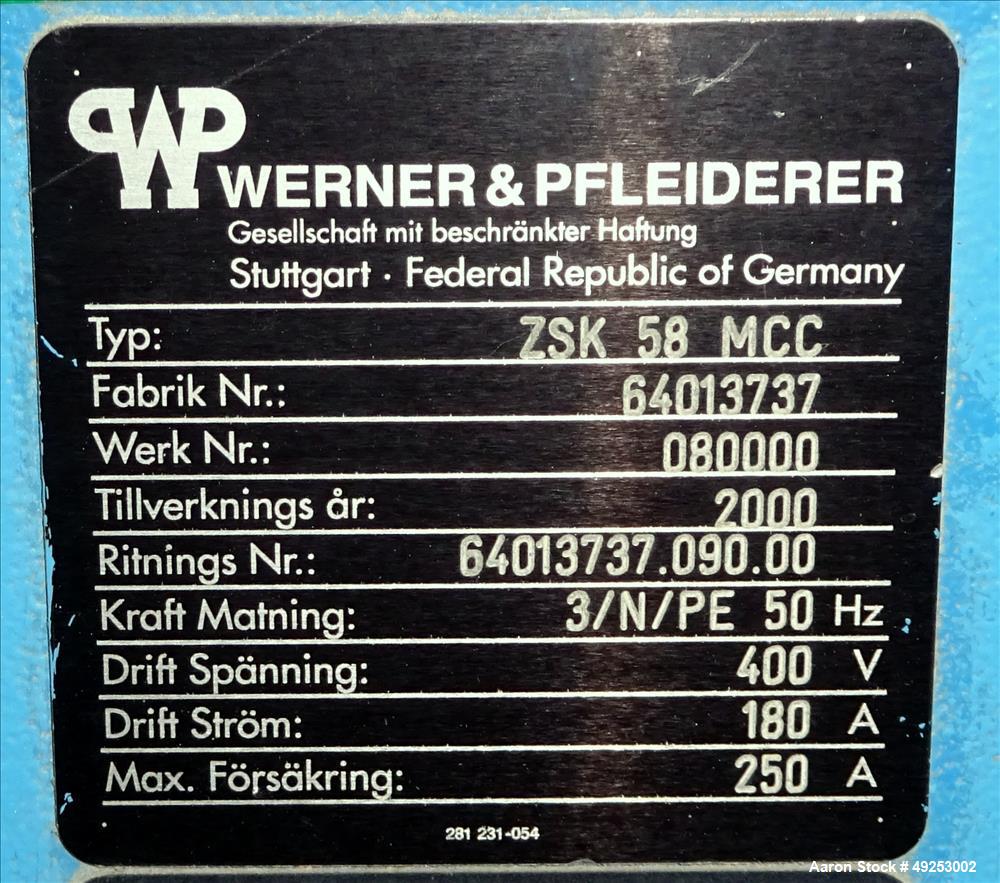 WP
WERNER & PFLEIDERER
Gesellschaft mit beschränkter Haftung
Stuttgart · Federal Republic of Germany
Typ: ZSK 58 MCC
Fabrik Nr.: 64013737
Werk Nr.: 080000
Tillverknings år: 2000
Ritnings Nr.: 64013737.090.00
Kraft Matning: 3/N/PE 50 Hz
Drift Spänning: 400 V
Drift Ström: 180 A
Max. Försäkring: 250 A
281 231-054
Aaron Stock # 49253002